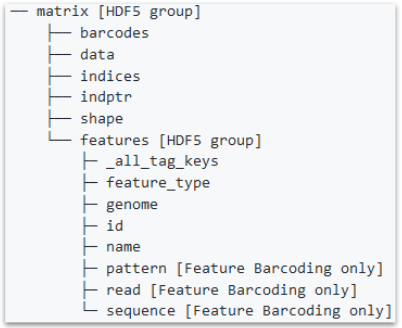 ── matrix [HDF5 group]
    ├── barcodes
    ├── data
    ├── indices
    ├── indptr
    ├── shape
    └── features [HDF5 group]
        ├─ _all_tag_keys
        ├─ feature_type
        ├─ genome
        ├─ id
        ├─ name
        ├─ pattern [Feature Barcoding only]
        ├─ read [Feature Barcoding only]
        └─ sequence [Feature Barcoding only]